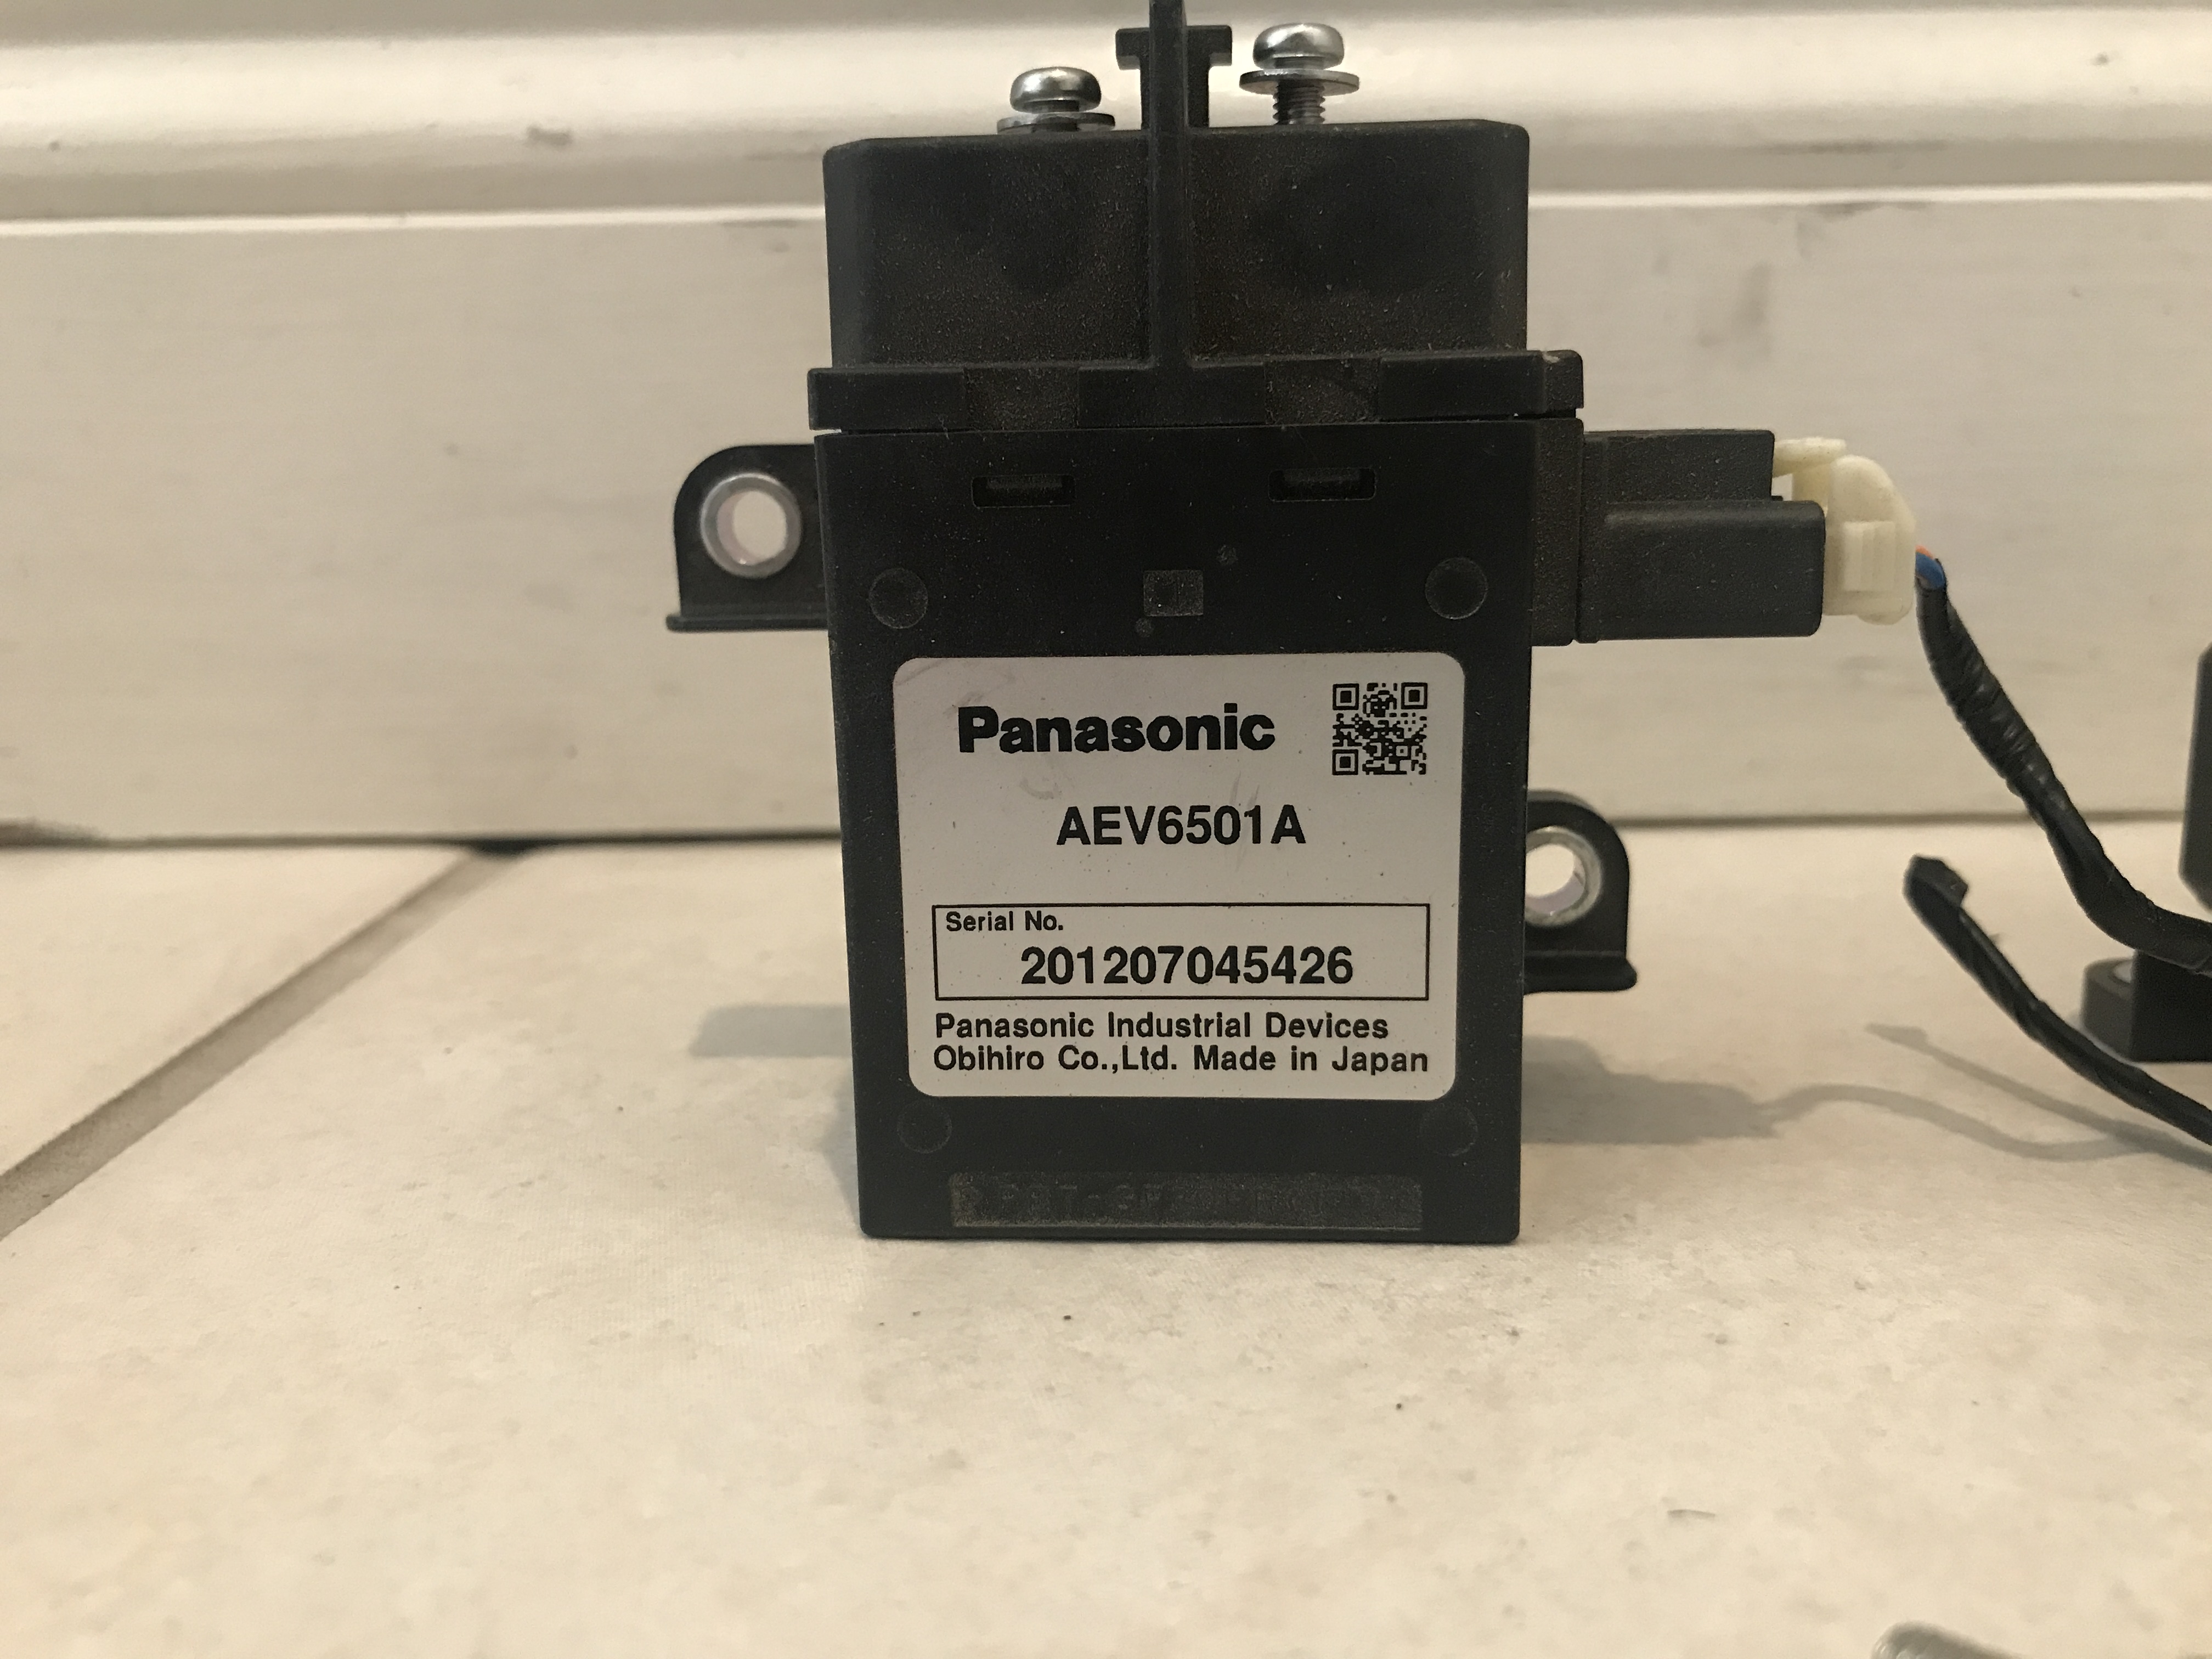 Panasonic
AEV6501A
Serial No.
201207045426
Panasonic Industrial Devices
Obihiro Co.,Ltd. Made in Japan